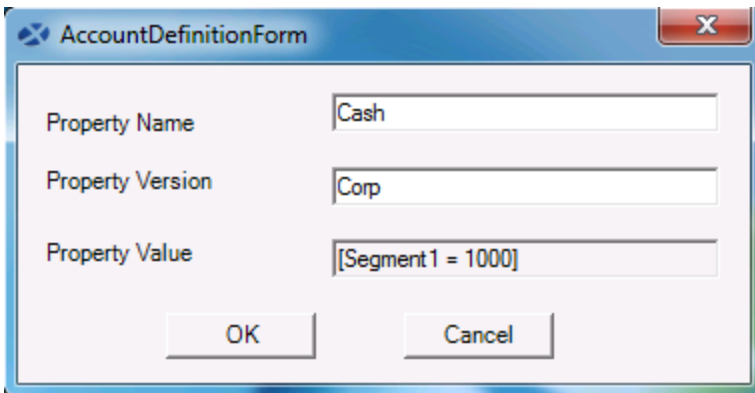 AccountDefinitionForm
Property Name Cash
Property Version Corp
Property Value [Segment1 = 1000]
OK Cancel